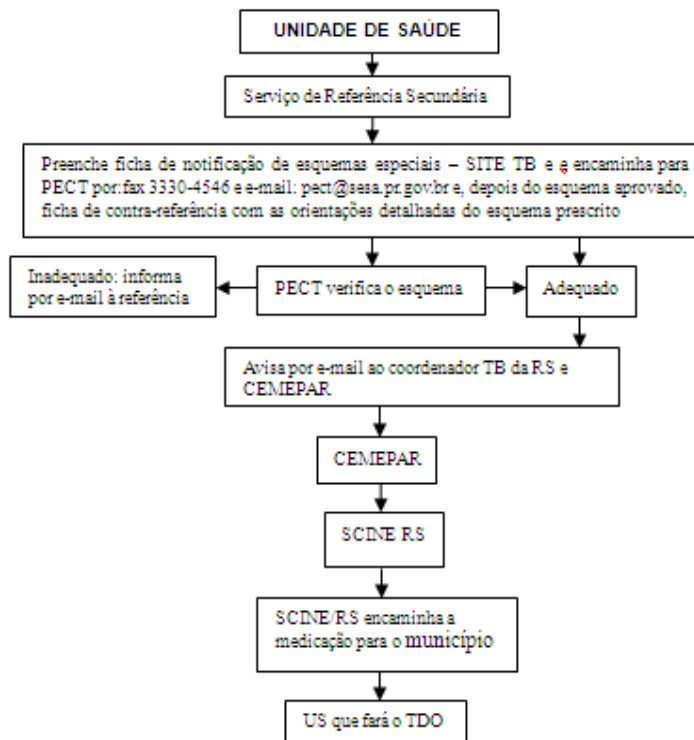 UNIDADE DE SAÚDE
Serviço de Referência Secundária
Preenche ficha de notificação de esquemas especiais – SITE TB e e encaminha para
PECT por: fax 3330-4546 e e-mail: pect@sesa.pr.gov.br e, depois do esquema aprovado,
ficha de contra-referência com as orientações detalhadas do esquema prescrito
Inadequado: informa
por e-mail à referência
PECT verifica o esquema
Adequado
Avisa por e-mail ao coordenador TB da RS e
CEMEPAR
CEMEPAR
SCINE RS
SCINE/RS encaminha a
medicação para o município
US que fará o TDO